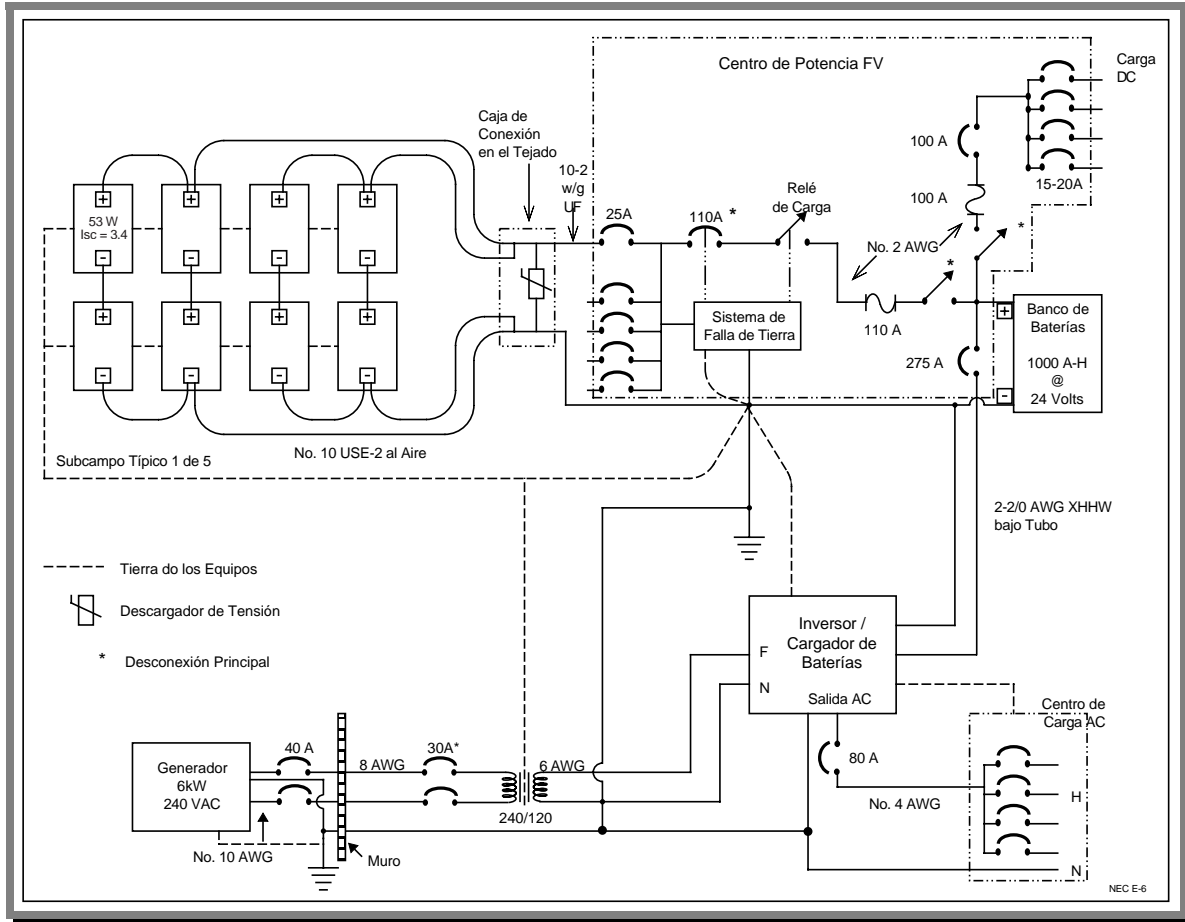 Centro de Potencia FV
Carga
DC
Caja de
Conexión
en el Tejado
100 A
10-2
w/g
UF
Relé
de Carga
15-20A
53 W
Isc = 3.4
+
+
+
+
-
-
-
-
25A
110A *
100 A
No. 2 AWG
*
*
+
+
+
+
-
-
-
-
Sistema de
Falla de Tierra
110 A
275 A
+
-
Banco de
Baterías
1000 A-H
@
24 Volts
Subcampo Típico 1 de 5
No. 10 USE-2 al Aire
2-2/0 AWG XHHW
bajo Tubo
Tierra do los Equipos
Descargador de Tensión
* Desconexión Principal
Inversor /
Cargador de
Baterías
F
N
Salida AC
Centro de
Carga AC
80 A
No. 4 AWG
H
N
Generador
6kW
240 VAC
40 A
8 AWG
30A*
6 AWG
240/120
No. 10 AWG
Muro
NEC E-6